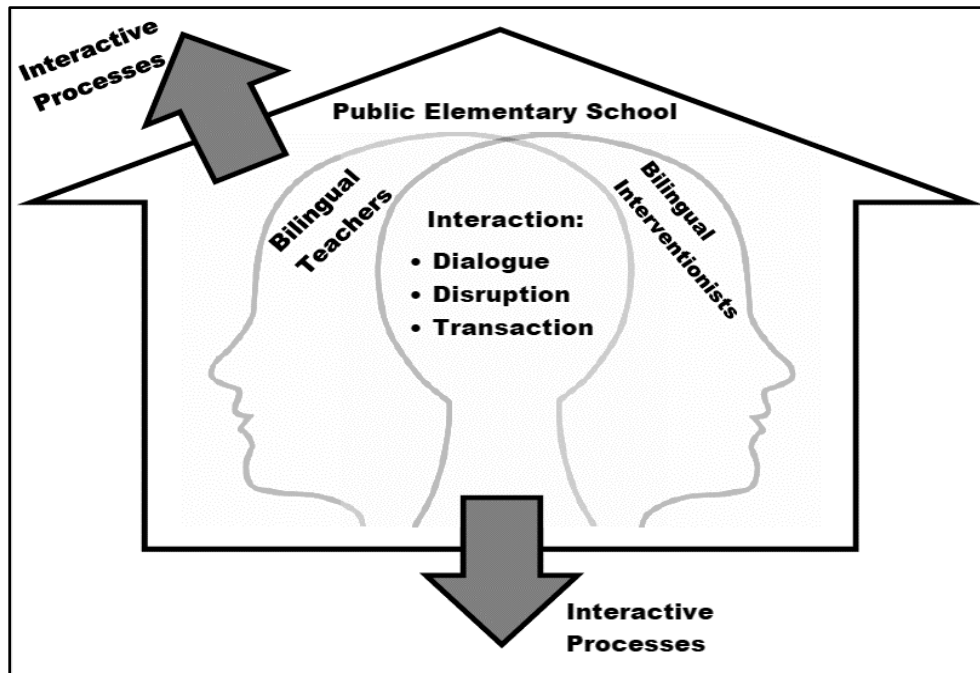 Interactive
Processes
Public Elementary School
Bilingual
Teachers
Interaction:
• Dialogue
• Disruption
• Transaction
Bilingual
Interventionists
Interactive
Processes